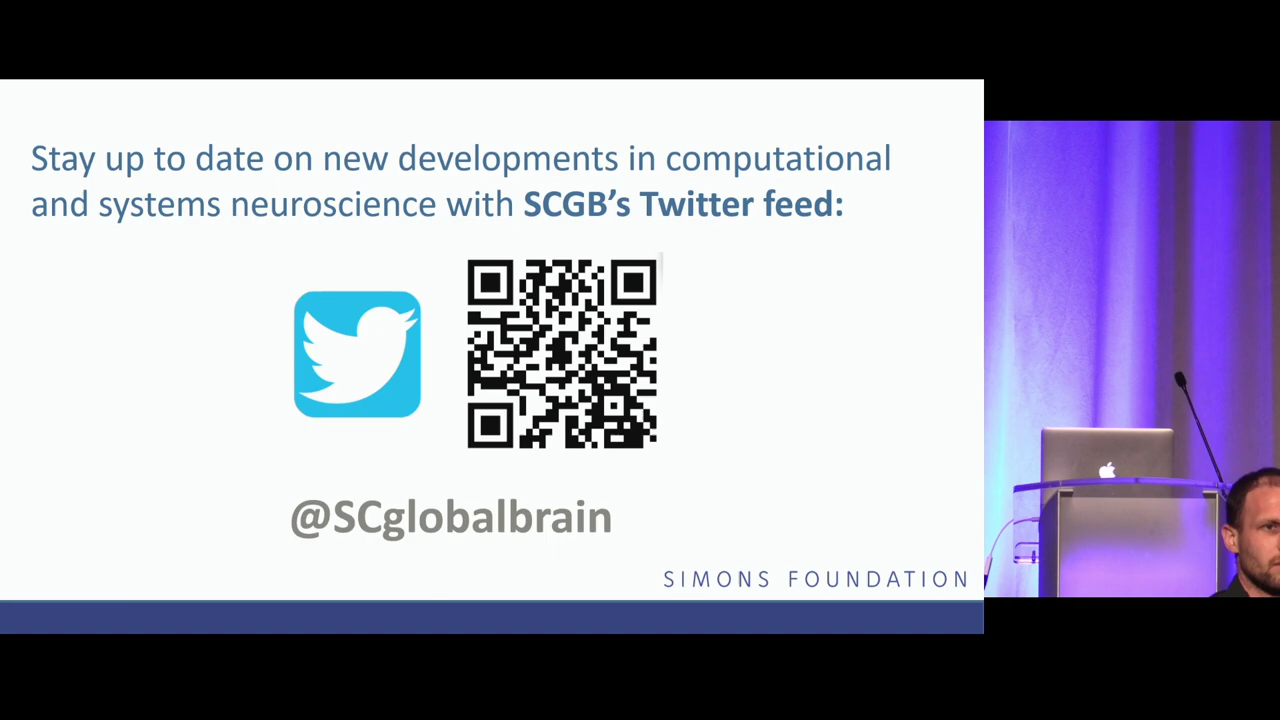 Stay up to date on new developments in computational
and systems neuroscience with SCGB’s Twitter feed:
@SCglobalbrain
SIMONS FOUNDATION